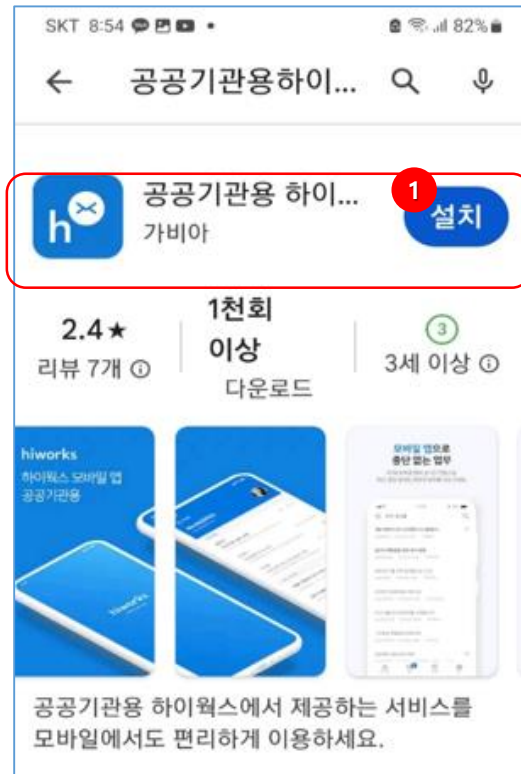 SKT 8:54
82%
공공기관용하이...
h
공공기관용 하이...
가비아
1
설치
2.4★
리뷰 7개
1천회
이상
다운로드
3
3세 이상
hiworks
하이웍스 모바일 앱
공공기관용
hiworks
모바일 앱으로
중단 없는 업무
공공기관용 하이웍스에서 제공하는 서비스를
모바일에서도 편리하게 이용하세요.